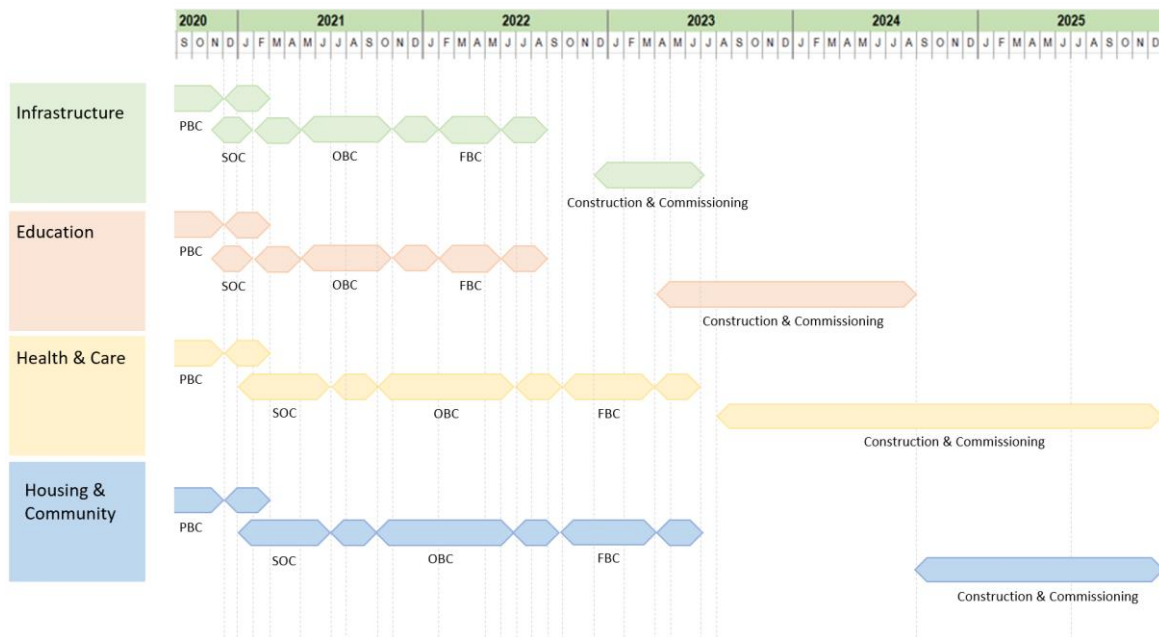 2020 2021 2022 2023 2024 2025
S O N D J F M A M J J A S O N D J F M A M J J A S O N D J F M A M J J A S O N D J F M A M J J A S O N D J F M A M J J A S O N D
Infrastructure
PBC
SOC OBC FBC
Construction & Commissioning
Education
PBC
SOC OBC FBC
Construction & Commissioning
Health & Care
PBC
SOC OBC FBC
Construction & Commissioning
Housing &
Community
PBC
SOC OBC FBC
Construction & Commissioning